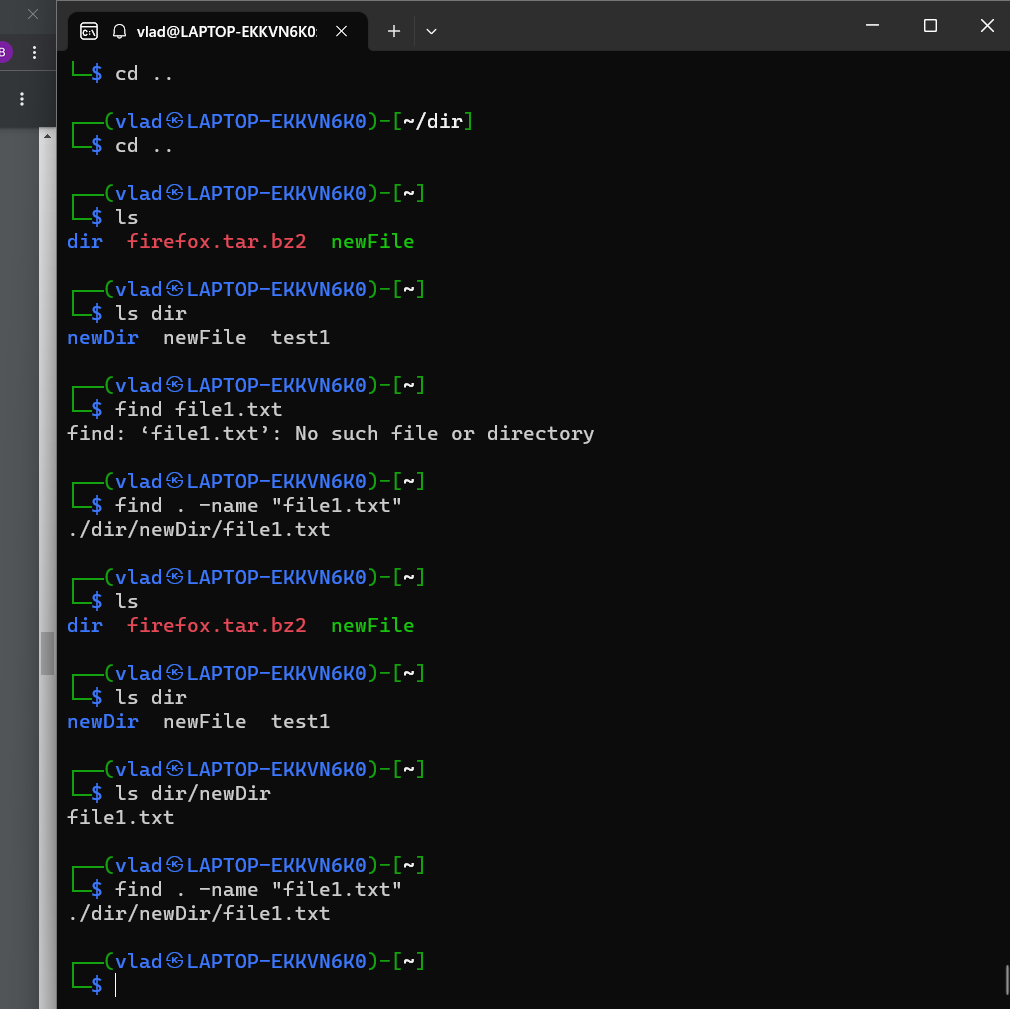 vlad@LAPTOP-EKKVN6K0:
B
└─$ cd ..
┌──(vlad㉿LAPTOP-EKKVN6K0)-[~/dir]
└─$ cd ..
┌──(vlad㉿LAPTOP-EKKVN6K0)-[~]
└─$ ls
dir  firefox.tar.bz2  newFile
┌──(vlad㉿LAPTOP-EKKVN6K0)-[~]
└─$ ls dir
newDir  newFile  test1
┌──(vlad㉿LAPTOP-EKKVN6K0)-[~]
└─$ find file1.txt
find: ‘file1.txt’: No such file or directory
┌──(vlad㉿LAPTOP-EKKVN6K0)-[~]
└─$ find . -name "file1.txt"
./dir/newDir/file1.txt
┌──(vlad㉿LAPTOP-EKKVN6K0)-[~]
└─$ ls
dir  firefox.tar.bz2  newFile
┌──(vlad㉿LAPTOP-EKKVN6K0)-[~]
└─$ ls dir
newDir  newFile  test1
┌──(vlad㉿LAPTOP-EKKVN6K0)-[~]
└─$ ls dir/newDir
file1.txt
┌──(vlad㉿LAPTOP-EKKVN6K0)-[~]
└─$ find . -name "file1.txt"
./dir/newDir/file1.txt
┌──(vlad㉿LAPTOP-EKKVN6K0)-[~]
└─$